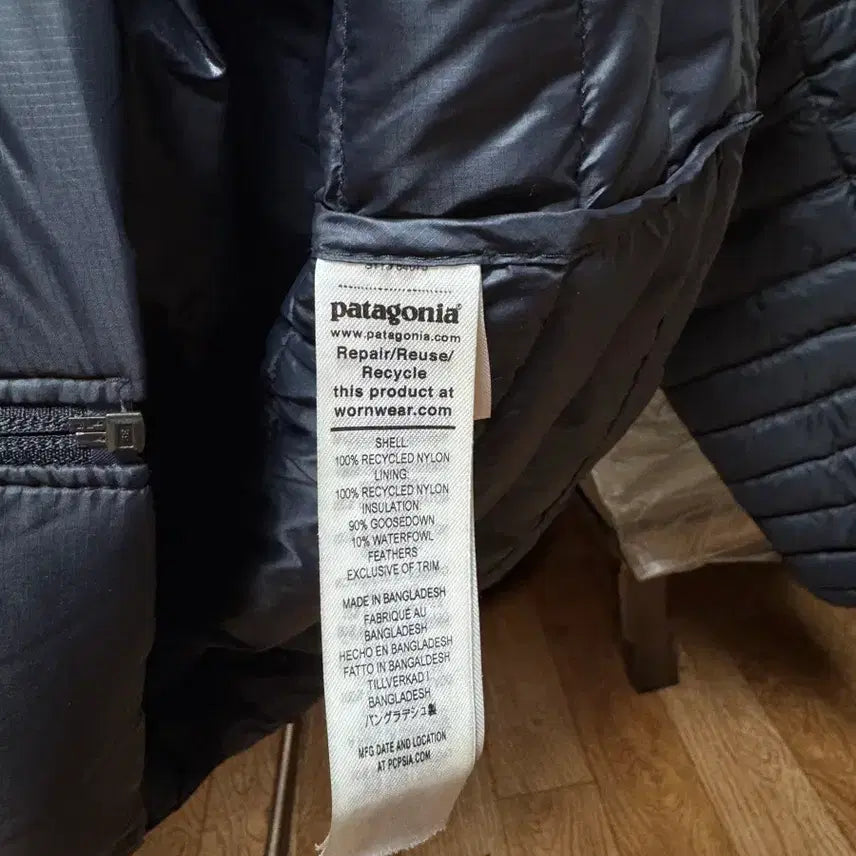 patagonia®
www.patagonia.com
Repair/Reuse/
Recycle
this product at
wornwear.com
SHELL
100% RECYCLED NYLON
LINING:
100% RECYCLED NYLON
INSULATION
90% GOOSEDOWN
10% WATERFOWL
FEATHERS
EXCLUSIVE OF TRIM
MADE IN BANGLADESH
FABRIQUÉ AU
BANGLADESH
HECHO EN BANGLADESH
FATTO IN BANGALDESH
TILLVERKAD I
BANGLADESH
バングラデシュ製
MFG DATE AND LOCATION
AT PCPSIA.COM